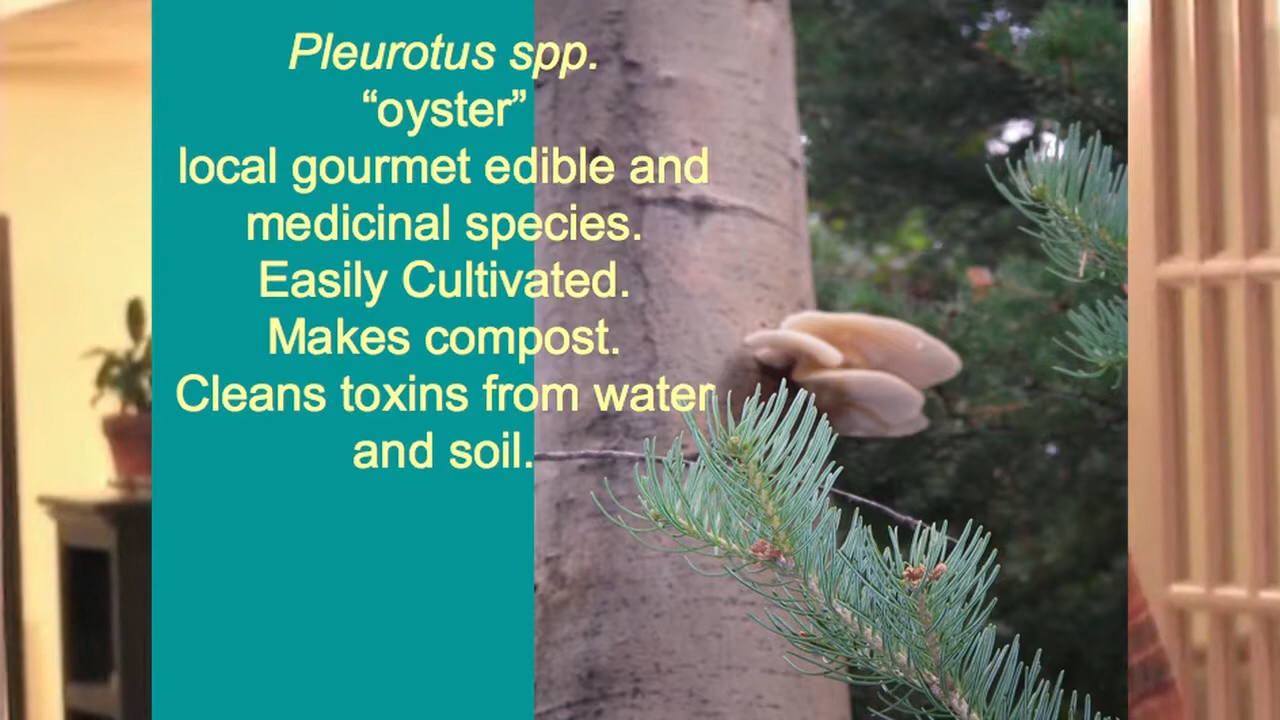 Pleurotus spp.
“oyster”
local gourmet edible and
medicinal species.
Easily Cultivated.
Makes compost.
Cleans toxins from water
and soil.